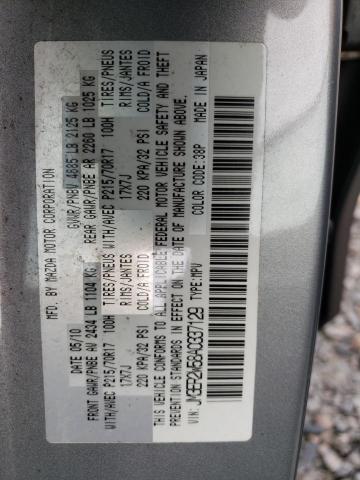 MFD. BY MAZDA MOTOR CORPORATION
DATE 06/10 GVWR/PNBV 4685 LB 2125 KG
FRONT GAWR/PNBE AV 2434 LB 1104 KG REAR GAWR/PNBE AR 2260 LB 1025 KG
WITH/AVEC P215/70R17 100H TIRES/PNEUS WITH/AVEC P215/70R17 100H TIRES/PNEUS
17X7J RIMS/JANTES 17X7J RIMS/JANTES
220 KPA/32 PSI COLD/A FROID 220 KPA/32 PSI COLD/A FROID
THIS VEHICLE CONFORMS TO ALL APPLICABLE FEDERAL MOTOR VEHICLE SAFETY AND THEFT
PREVENTION STANDARDS IN EFFECT ON THE DATE OF MANUFACTURE SHOWN ABOVE.
VIN: JM3EP2W58A0337129 TYPE:MPV COLOR CODE:38P MADE IN JAPAN